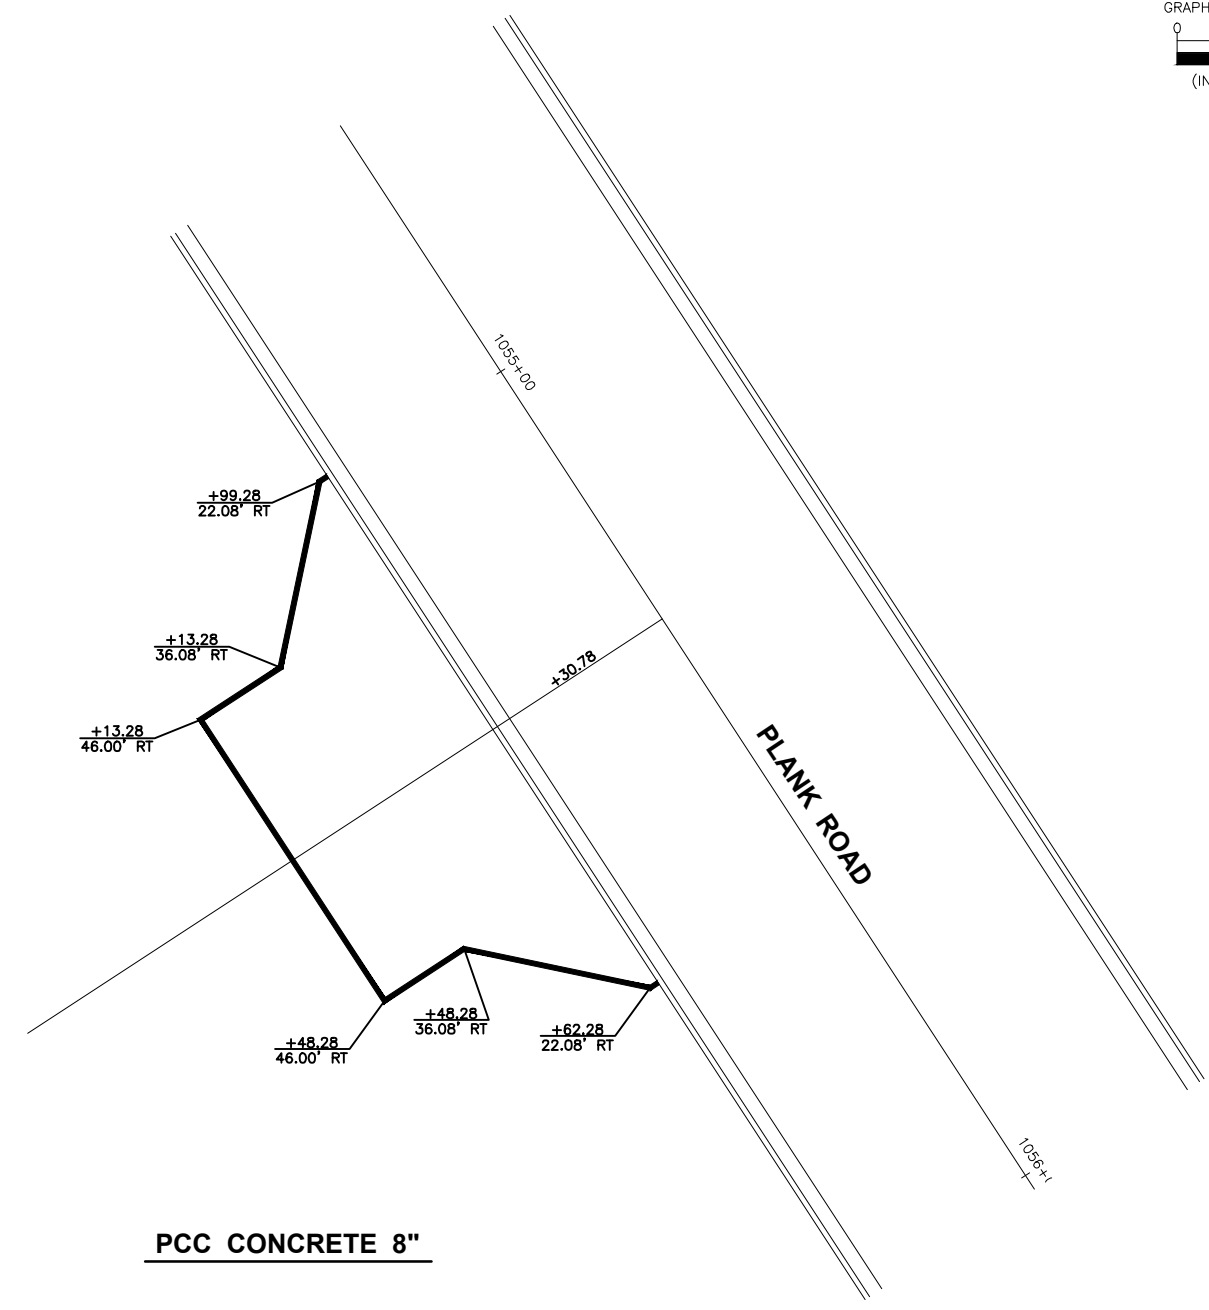 GRAPH
0
(IN
1055+00
+99.28
22.08' RT
+13.28
36.08' RT
+30.78
+13.28
46.00' RT
PLANK ROAD
+48.28
36.08' RT
+48.28
46.00' RT
+62.28
22.08' RT
1056+
PCC CONCRETE 8"